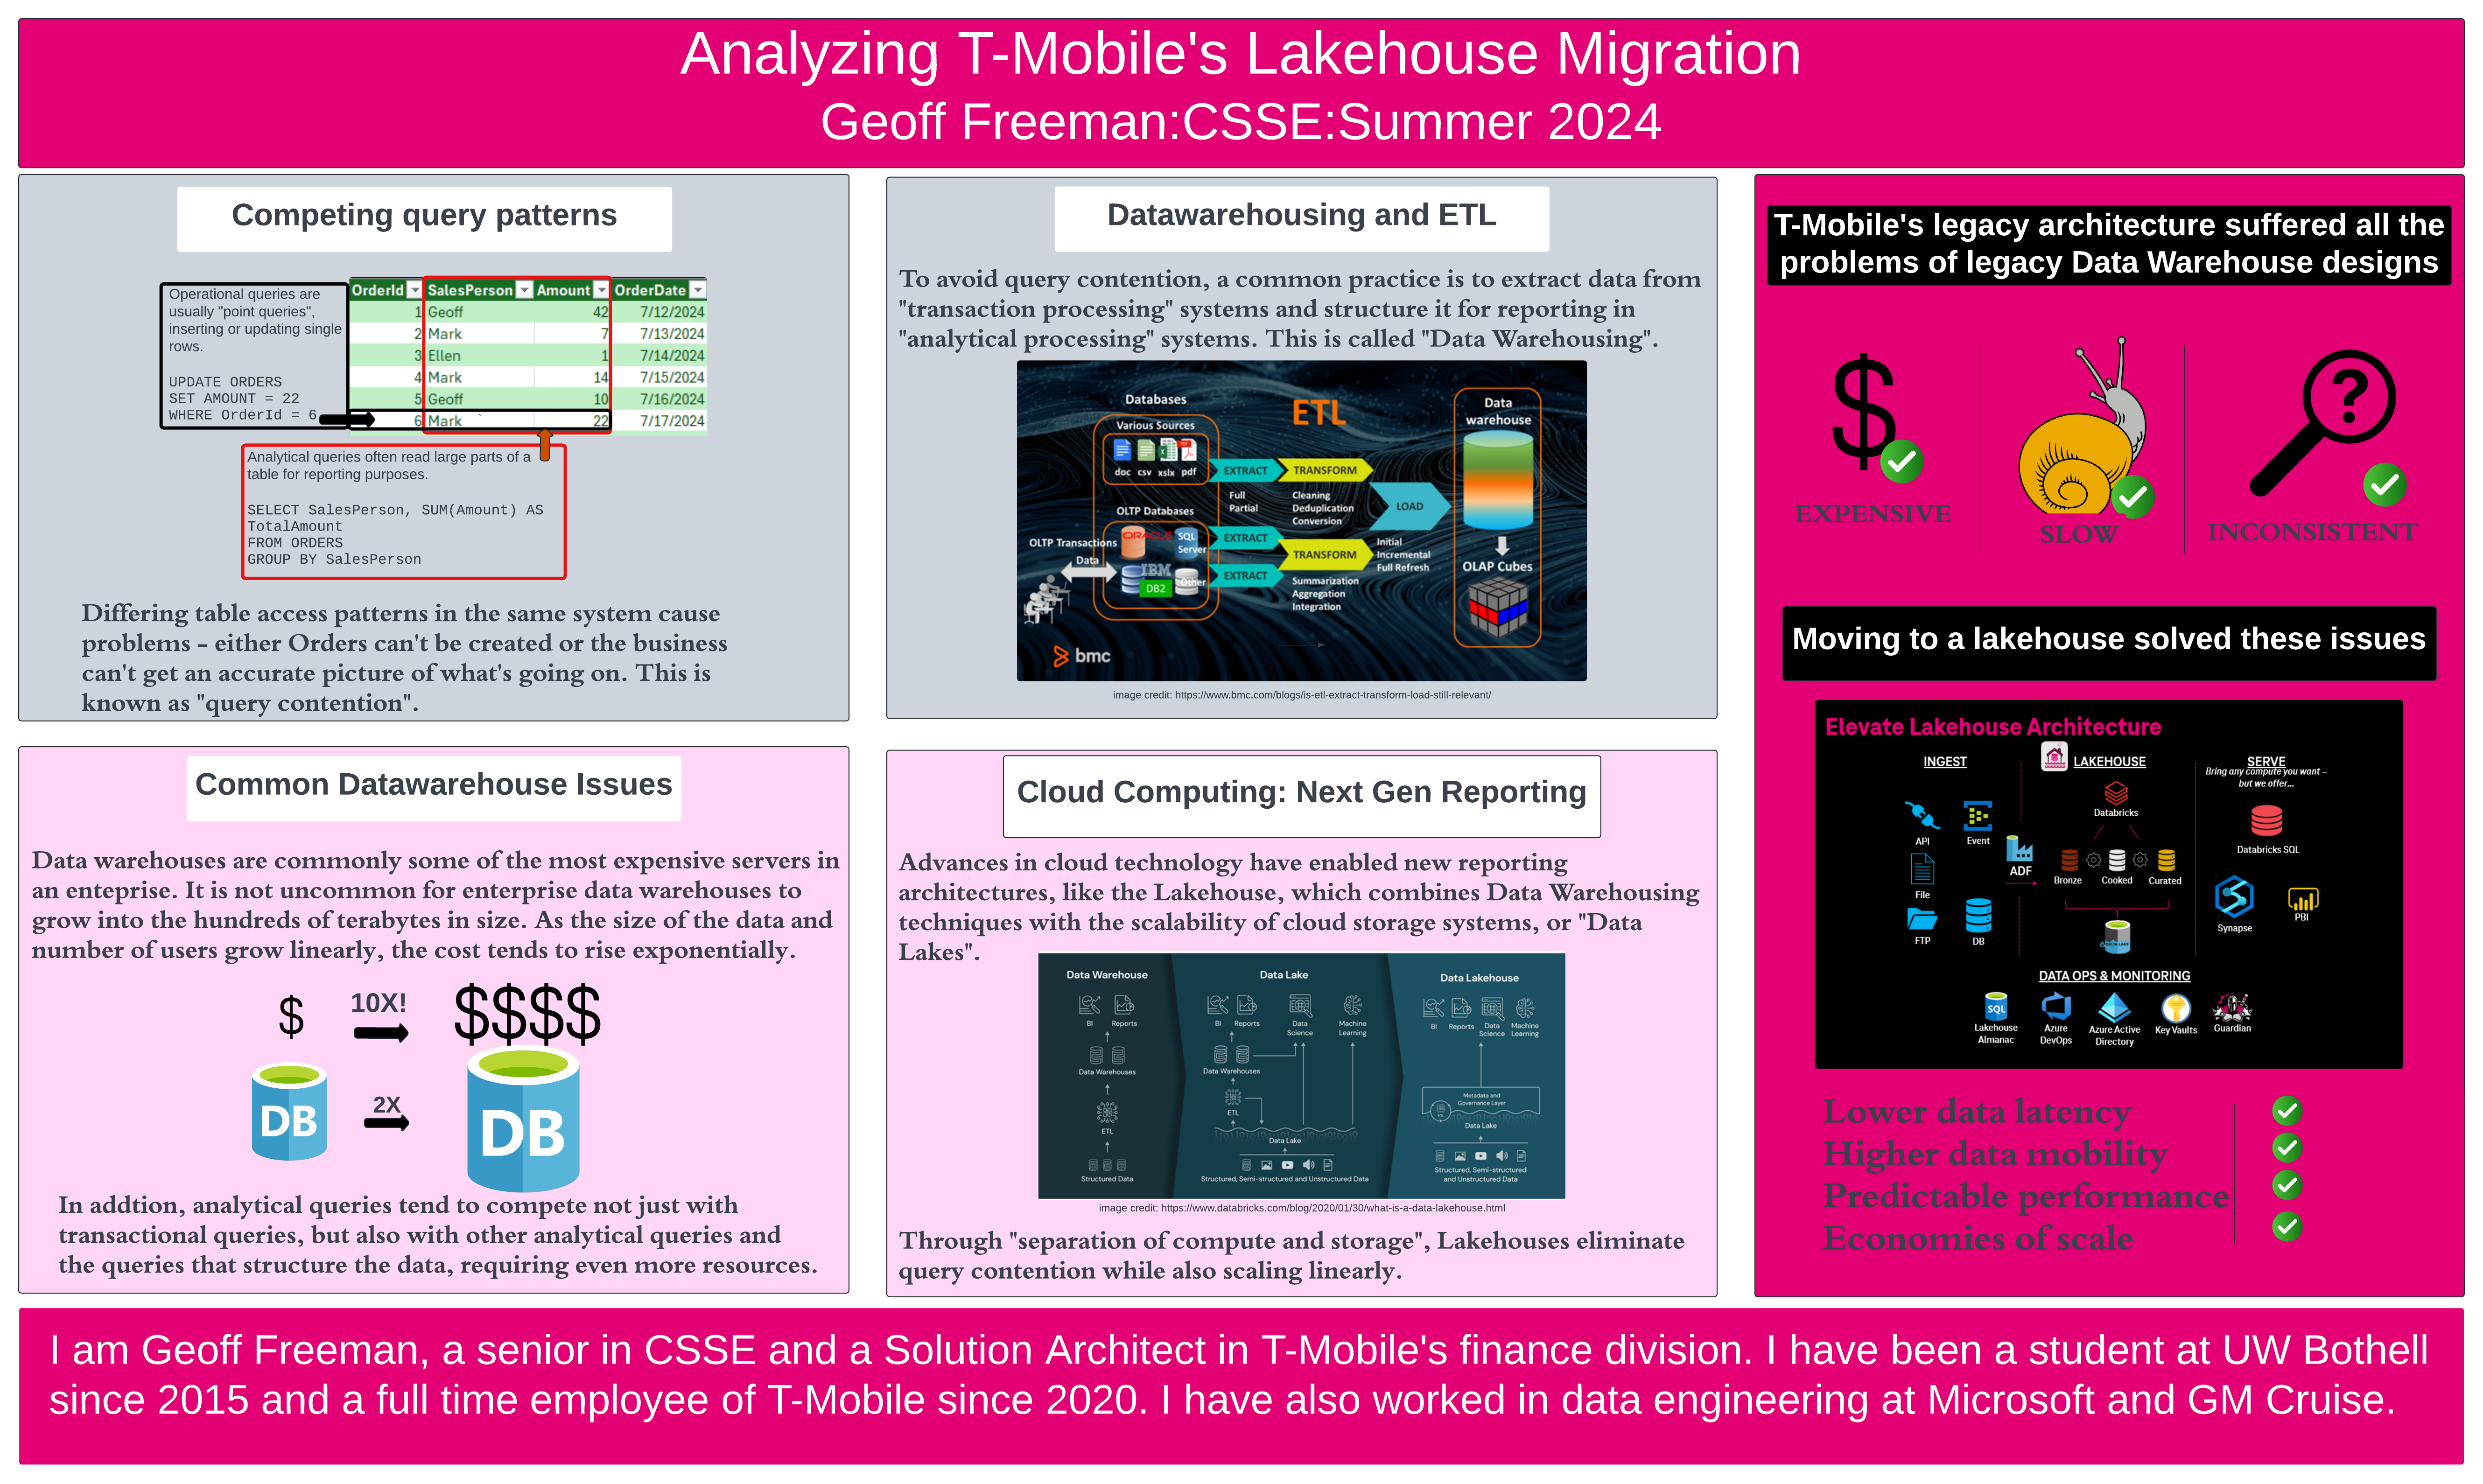 Analyzing T-Mobile's Lakehouse Migration
Geoff Freeman:CSSE:Summer 2024
Competing query patterns
Operational queries are
usually "point queries",
inserting or updating single
rows.
UPDATE ORDERS
SET AMOUNT = 22
WHERE OrderId = 6
OrderId SalesPerson Amount OrderDate
1 Geoff 42 7/12/2024
2 Mark 7 7/13/2024
3 Ellen 1 7/14/2024
4 Mark 14 7/15/2024
5 Geoff 10 7/16/2024
6 Mark 22 7/17/2024
Analytical queries often read large parts of a
table for reporting purposes.
SELECT SalesPerson, SUM(Amount) AS
TotalAmount
FROM ORDERS
GROUP BY SalesPerson
Differing table access patterns in the same system cause
problems - either Orders can't be created or the business
can't get an accurate picture of what's going on. This is
known as "query contention".
Datawarehousing and ETL
To avoid query contention, a common practice is to extract data from
"transaction processing" systems and structure it for reporting in
"analytical processing" systems. This is called "Data Warehousing".
Databases
Various Sources
doc csv xslx pdf
OLTP Databases
OLTP Transactions
Data
ORACLE
SQL
Server
IBM
DB2
Other
ETL
EXTRACT
TRANSFORM
Full
Partial
Cleaning
Deduplication
Conversion
LOAD
EXTRACT
TRANSFORM
EXTRACT
Initial
Incremental
Full Refresh
Summarization
Aggregation
Integration
Data
warehouse
OLAP Cubes
bmc
image credit: https://www.bmc.com/blogs/is-etl-extract-transform-load-still-relevant/
Common Datawarehouse Issues
Data warehouses are commonly some of the most expensive servers in
an enteprise. It is not uncommon for enterprise data warehouses to
grow into the hundreds of terabytes in size. As the size of the data and
number of users grow linearly, the cost tends to rise exponentially.
$ 10X! $$$$
DB 2X DB
In addtion, analytical queries tend to compete not just with
transactional queries, but also with other analytical queries and
the queries that structure the data, requiring even more resources.
Cloud Computing: Next Gen Reporting
Advances in cloud technology have enabled new reporting
architectures, like the Lakehouse, which combines Data Warehousing
techniques with the scalability of cloud storage systems, or "Data
Lakes".
Data Warehouse
BI Reports
Data Warehouses
ETL
Structured Data
Data Lake
BI Reports
Data
Science
Machine
Learning
Data Warehouses
ETL
Data Lake
Structured, Semi-structured and Unstructured Data
Data Lakehouse
BI Reports
Data
Science
Machine
Learning
Metadata and
Governance Layer
Data Lake
Structured, Semi-structured
and Unstructured Data
image credit: https://www.databricks.com/blog/2020/01/30/what-is-a-data-lakehouse.html
Through "separation of compute and storage", Lakehouses eliminate
query contention while also scaling linearly.
T-Mobile's legacy architecture suffered all the
problems of legacy Data Warehouse designs
$
?
EXPENSIVE
SLOW
INCONSISTENT
Moving to a lakehouse solved these issues
Elevate Lakehouse Architecture
INGEST
API
Event
File
ADF
FTP
DB
LAKEHOUSE
Databricks
Bronze
Cooked
Curated
DELTA LAKE
SERVE
Bring any compute you want –
but we offer...
Databricks SQL
Synapse
PBI
DATA OPS & MONITORING
SQL
Lakehouse
Almanac
Azure
DevOps
Azure Active
Directory
Key Vaults
Guardian
Lower data latency
Higher data mobility
Predictable performance
Economies of scale
I am Geoff Freeman, a senior in CSSE and a Solution Architect in T-Mobile's finance division. I have been a student at UW Bothell
since 2015 and a full time employee of T-Mobile since 2020. I have also worked in data engineering at Microsoft and GM Cruise.